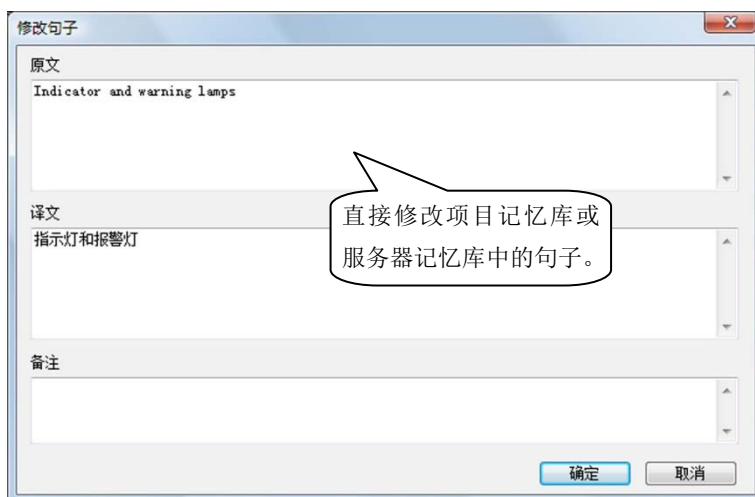 修改句子
原文
Indicator and warning lamps
直接修改项目记忆库或
服务器记忆库中的句子。
译文
指示灯和报警灯
备注
确定
取消